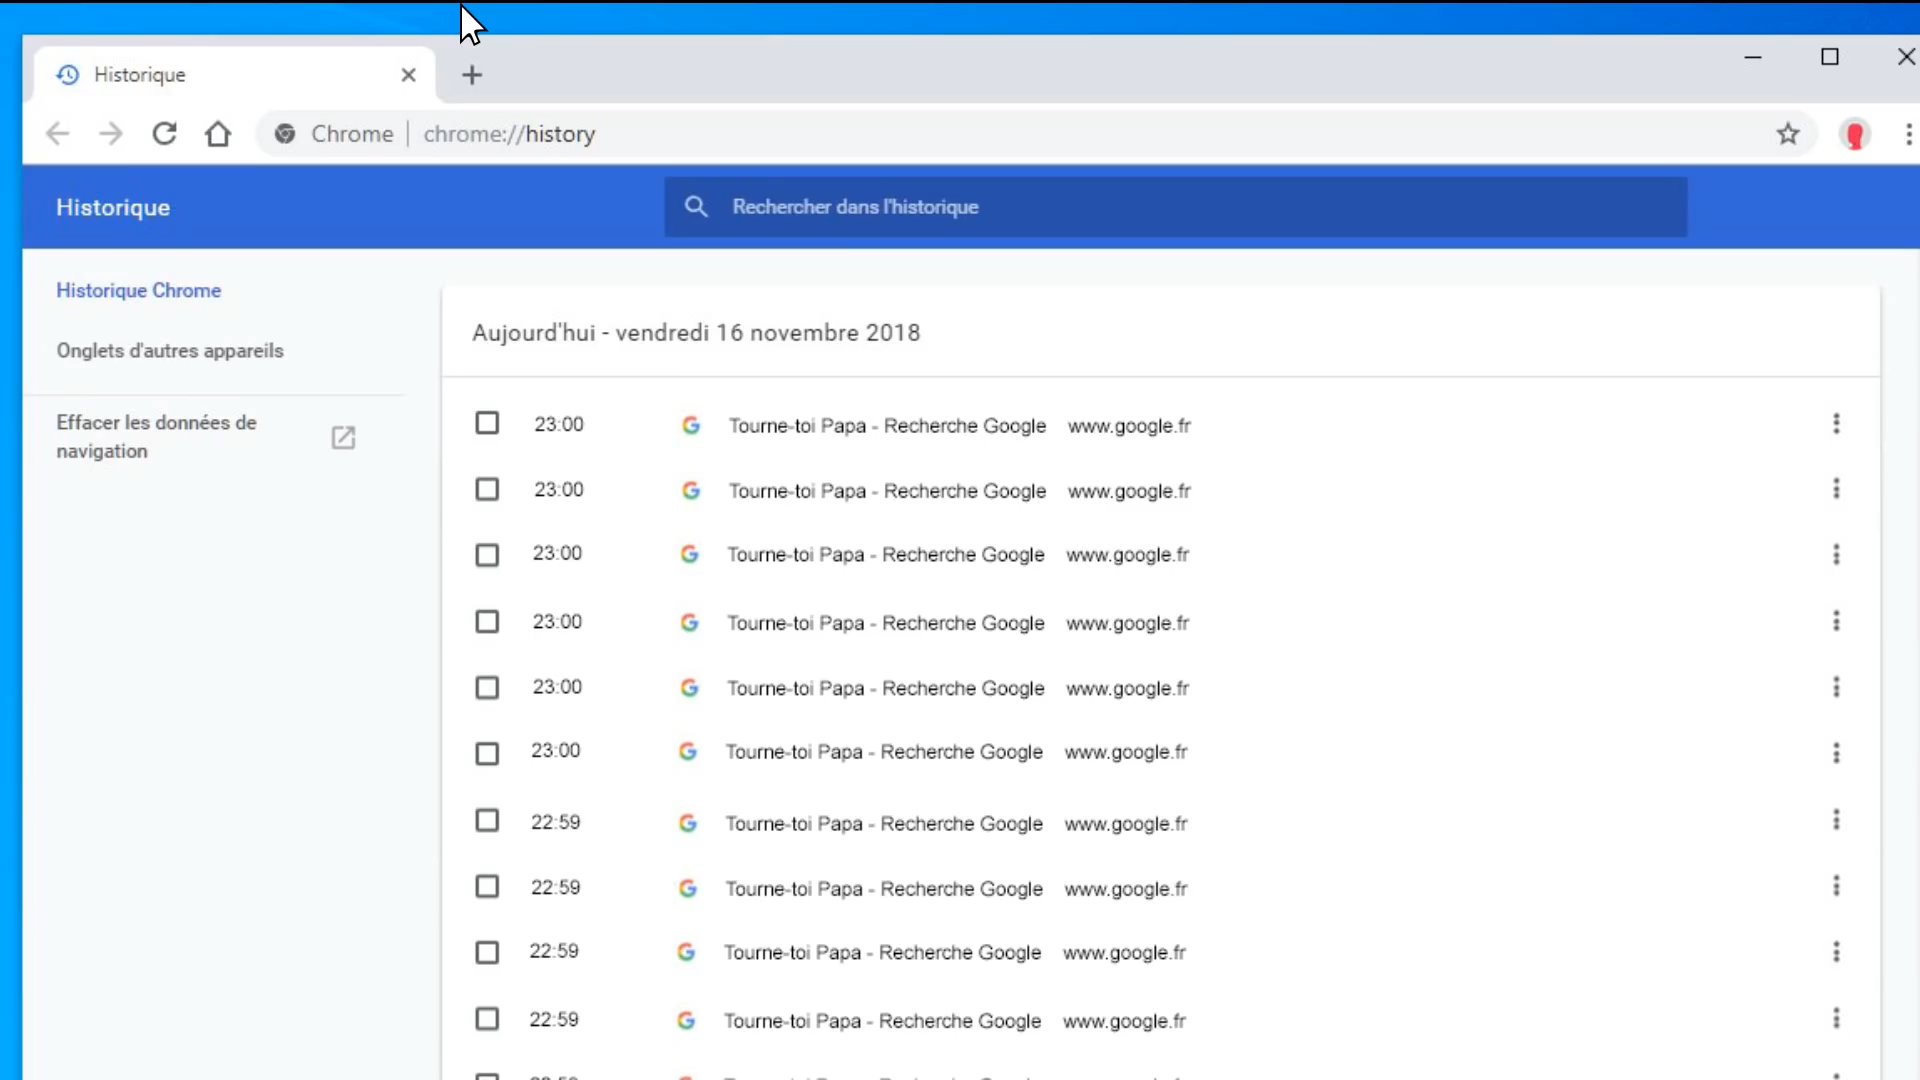 Historique
Chrome | chrome://history
Historique
Rechercher dans l'historique
Historique Chrome
Onglets d'autres appareils
Effacer les données de
navigation
Aujourd'hui - vendredi 16 novembre 2018
23:00 Tourne-toi Papa - Recherche Google www.google.fr
23:00 Tourne-toi Papa - Recherche Google www.google.fr
23:00 Tourne-toi Papa - Recherche Google www.google.fr
23:00 Tourne-toi Papa - Recherche Google www.google.fr
23:00 Tourne-toi Papa - Recherche Google www.google.fr
23:00 Tourne-toi Papa - Recherche Google www.google.fr
22:59 Tourne-toi Papa - Recherche Google www.google.fr
22:59 Tourne-toi Papa - Recherche Google www.google.fr
22:59 Tourne-toi Papa - Recherche Google www.google.fr
22:59 Tourne-toi Papa - Recherche Google www.google.fr